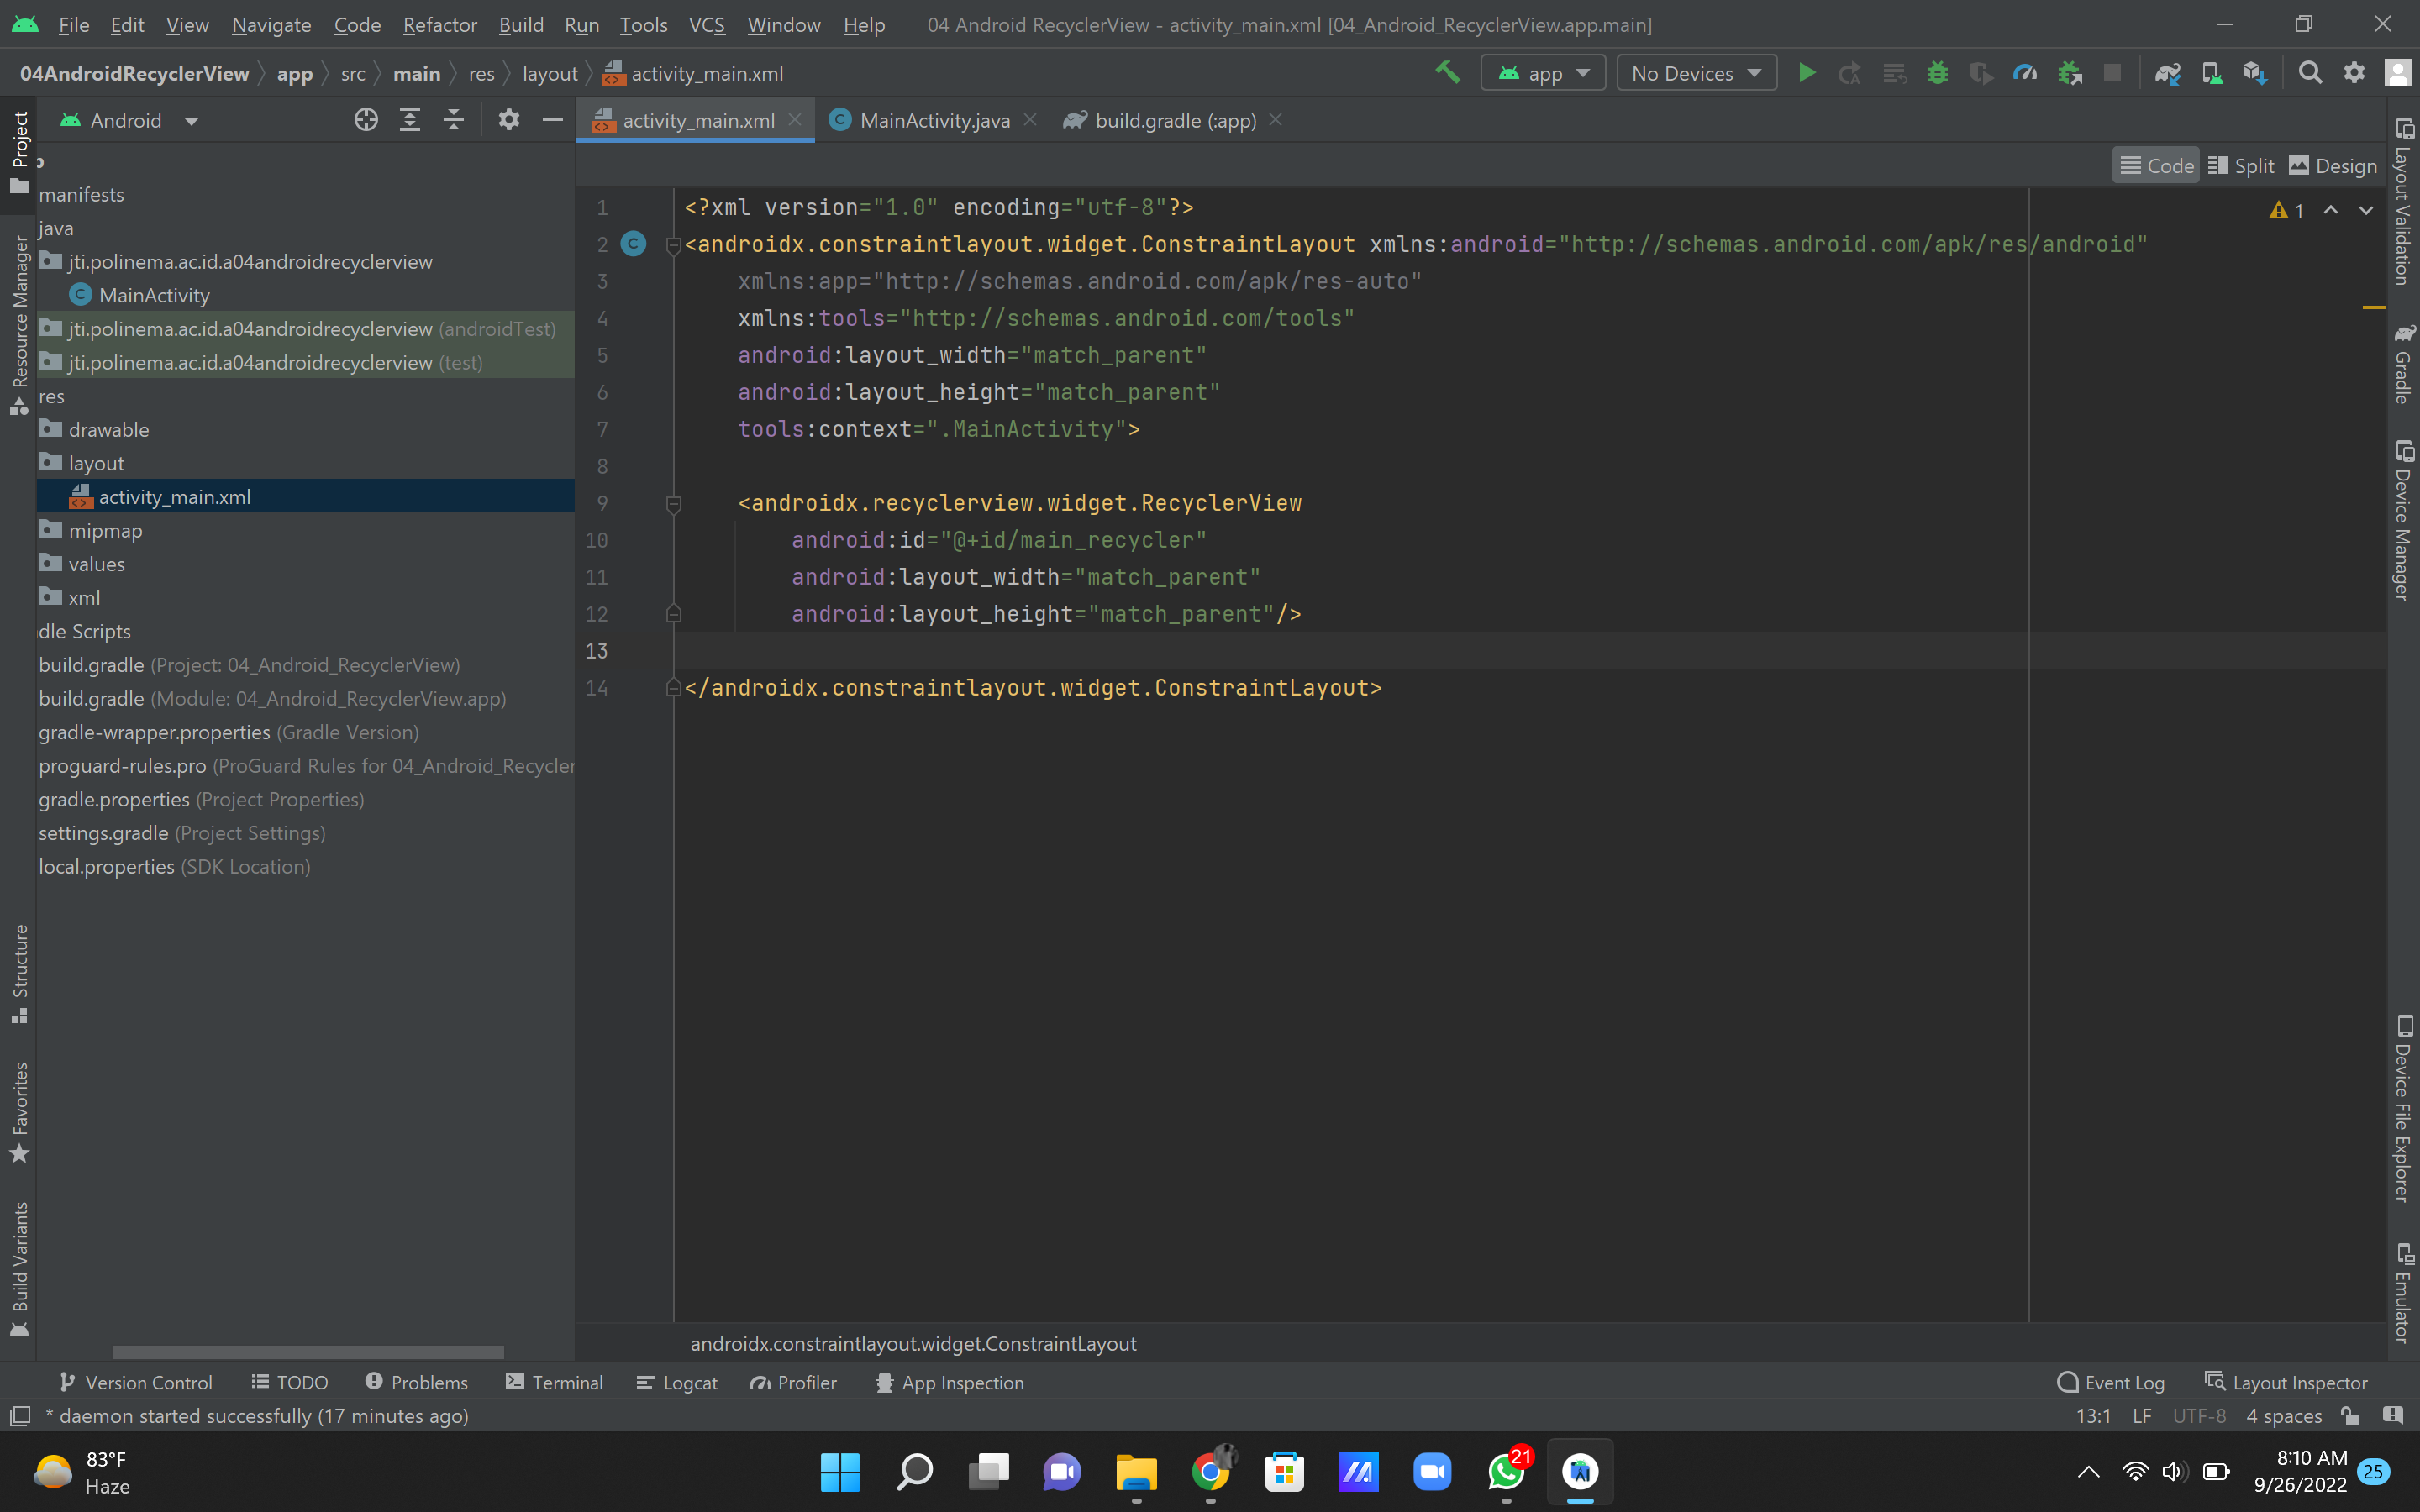 File Edit View Navigate Code Refactor Build Run Tools VCS Window Help 04 Android RecyclerView - activity_main.xml [04_Android_RecyclerView.app.main]
04AndroidRecyclerView app src main res layout activity_main.xml app No Devices
Project
Resource Manager
Structure
Favorites
Build Variants
Android
manifests
java
jti.polinema.ac.id.a04androidrecyclerview
MainActivity
jti.polinema.ac.id.a04androidrecyclerview (androidTest)
jti.polinema.ac.id.a04androidrecyclerview (test)
res
drawable
layout
activity_main.xml
mipmap
values
xml
dle Scripts
build.gradle (Project: 04_Android_RecyclerView)
build.gradle (Module: 04_Android_RecyclerView.app)
gradle-wrapper.properties (Gradle Version)
proguard-rules.pro (ProGuard Rules for 04_Android_Recycler
gradle.properties (Project Properties)
settings.gradle (Project Settings)
local.properties (SDK Location)
activity_main.xml MainActivity.java build.gradle (:app)
Code Split Design
1
1 <?xml version="1.0" encoding="utf-8"?>
2 <androidx.constraintlayout.widget.ConstraintLayout xmlns:android="http://schemas.android.com/apk/res/android"
3 xmlns:app="http://schemas.android.com/apk/res-auto"
4 xmlns:tools="http://schemas.android.com/tools"
5 android:layout_width="match_parent"
6 android:layout_height="match_parent"
7 tools:context=".MainActivity">
8
9 <androidx.recyclerview.widget.RecyclerView
10 android:id="@+id/main_recycler"
11 android:layout_width="match_parent"
12 android:layout_height="match_parent"/>
13
14 </androidx.constraintlayout.widget.ConstraintLayout>
androidx.constraintlayout.widget.ConstraintLayout
Layout Validation
Gradle
Device Manager
Device File Explorer
Emulator
Version Control TODO Problems Terminal Logcat Profiler App Inspection Event Log Layout Inspector
* daemon started successfully (17 minutes ago) 13:1 LF UTF-8 4 spaces
83°F
Haze
21
8:10 AM
9/26/2022
25